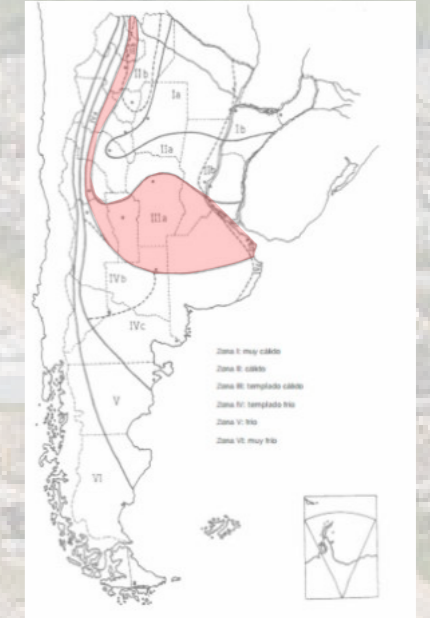 IIb
Ia
Ib
IIa
IIIa
IVb
IVc
V
VI
Zona I: muy cálido
Zona II: cálido
Zona III: templado cálido
Zona IV: templado frío
Zona V: frío
Zona VI: muy frío